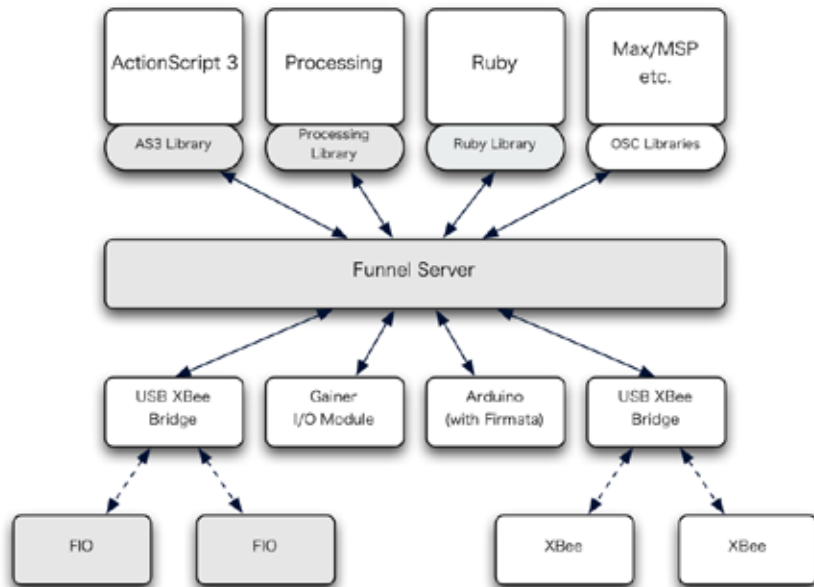 ActionScript 3
Processing
Ruby
Max/MSP
etc.
AS3 Library
Processing
Library
Ruby Library
OSC Libraries
Funnel Server
USB XBee
Bridge
Gainer
I/O Module
Arduino
(with Firmata)
USB XBee
Bridge
FIO
FIO
XBee
XBee